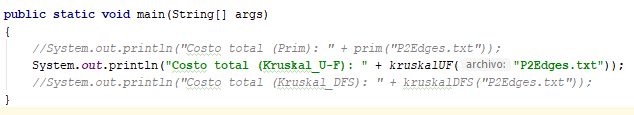 public static void main(String[] args)
{
//System.out.println("Costo total (Prim): " + prim("P2Edges.txt"));
System.out.println("Costo total (Kruskal_U-F): " + kruskalUF( archivo: "P2Edges.txt"));
//System.out.println("Costo total (Kruskal_DFS): " + kruskalDFS("P2Edges.txt"));
}